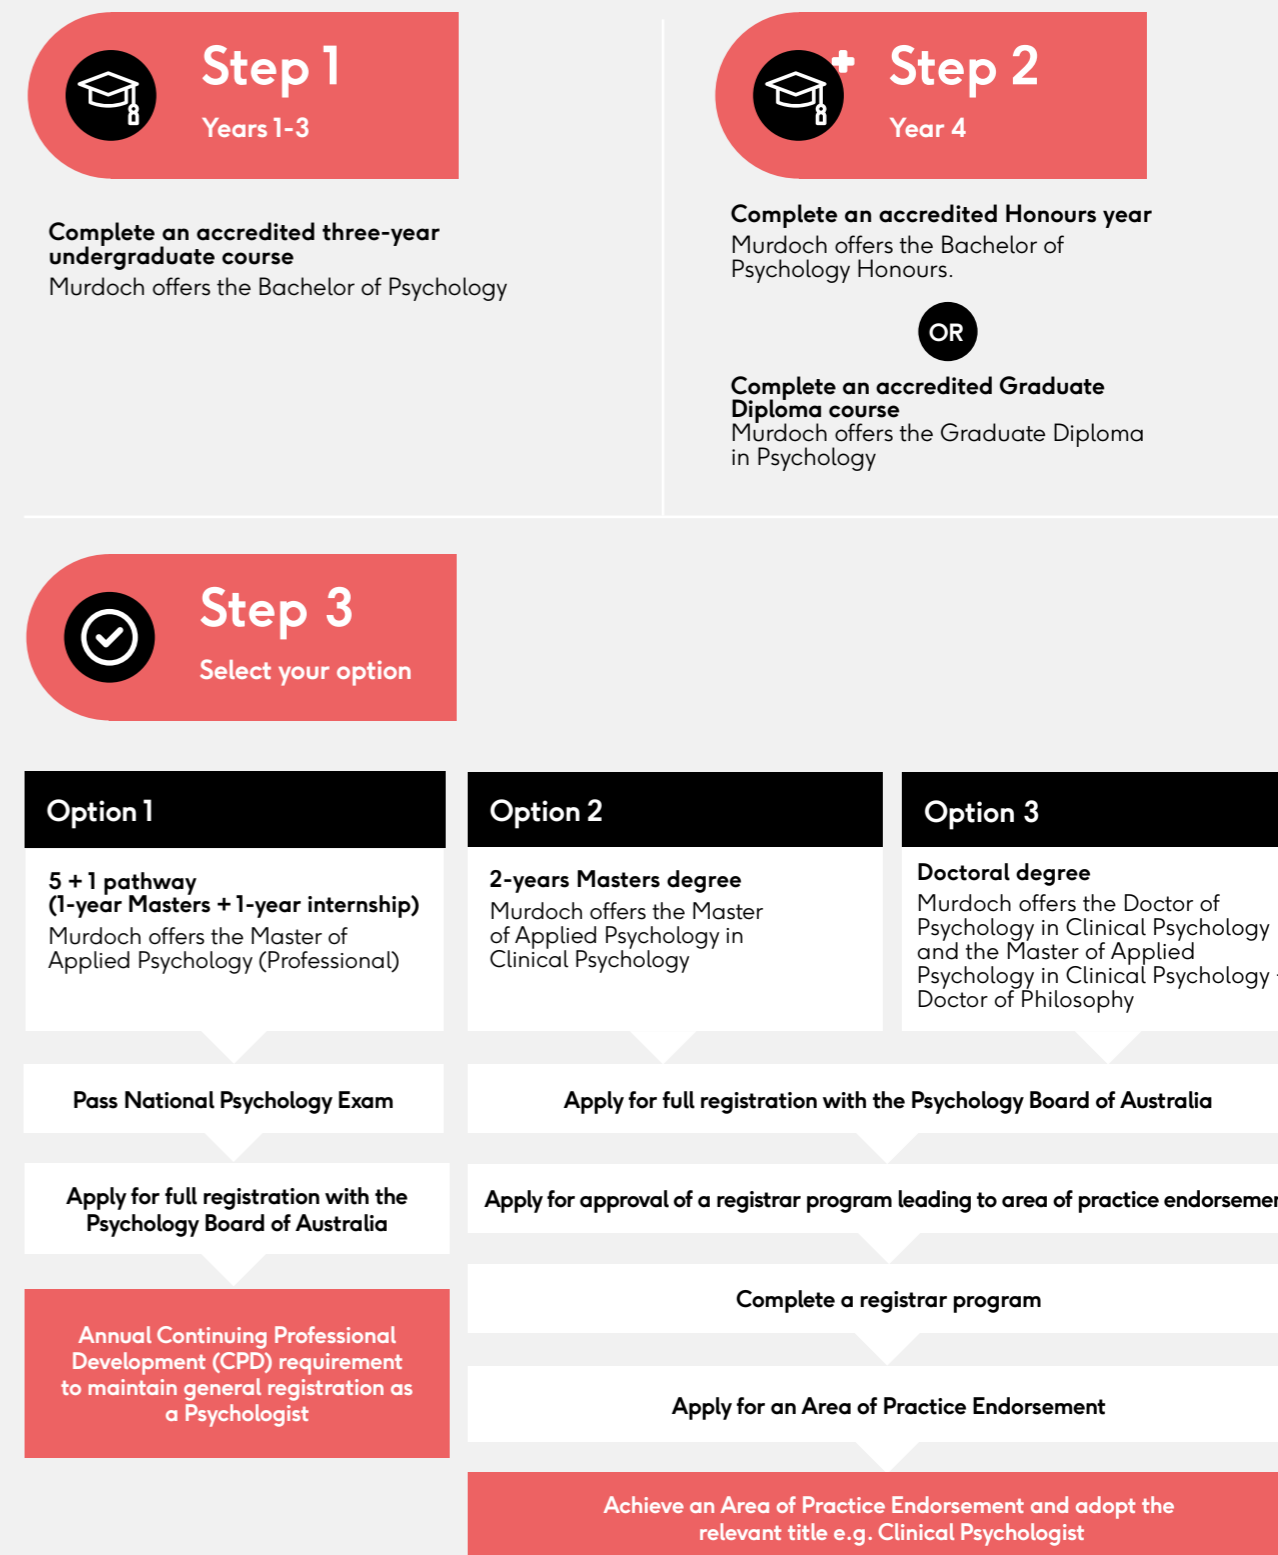 Step 1
Years 1-3
Complete an accredited three-year
undergraduate course
Murdoch offers the Bachelor of Psychology
Step 2
Year 4
Complete an accredited Honours year
Murdoch offers the Bachelor of
Psychology Honours.
OR
Complete an accredited Graduate
Diploma course
Murdoch offers the Graduate Diploma
in Psychology
Step 3
Select your option
Option 1
5 + 1 pathway
(1-year Masters + 1-year internship)
Murdoch offers the Master of
Applied Psychology (Professional)
Pass National Psychology Exam
Apply for full registration with the
Psychology Board of Australia
Annual Continuing Professional
Development (CPD) requirement
to maintain general registration as
a Psychologist
Option 2
2-years Masters degree
Murdoch offers the Master
of Applied Psychology in
Clinical Psychology
Option 3
Doctoral degree
Murdoch offers the Doctor of
Psychology in Clinical Psychology
and the Master of Applied
Psychology in Clinical Psychology
Doctor of Philosophy
Apply for full registration with the Psychology Board of Australia
Apply for approval of a registrar program leading to area of practice
Complete a registrar program
Apply for an Area of Practice Endorsement
Achieve an Area of Practice Endorsement and adopt the
relevant title e.g. Clinical Psychologist